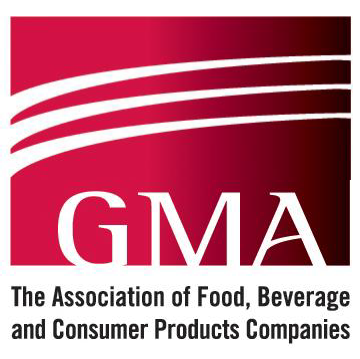 GMA
The Association of Food, Beverage
and Consumer Products Companies